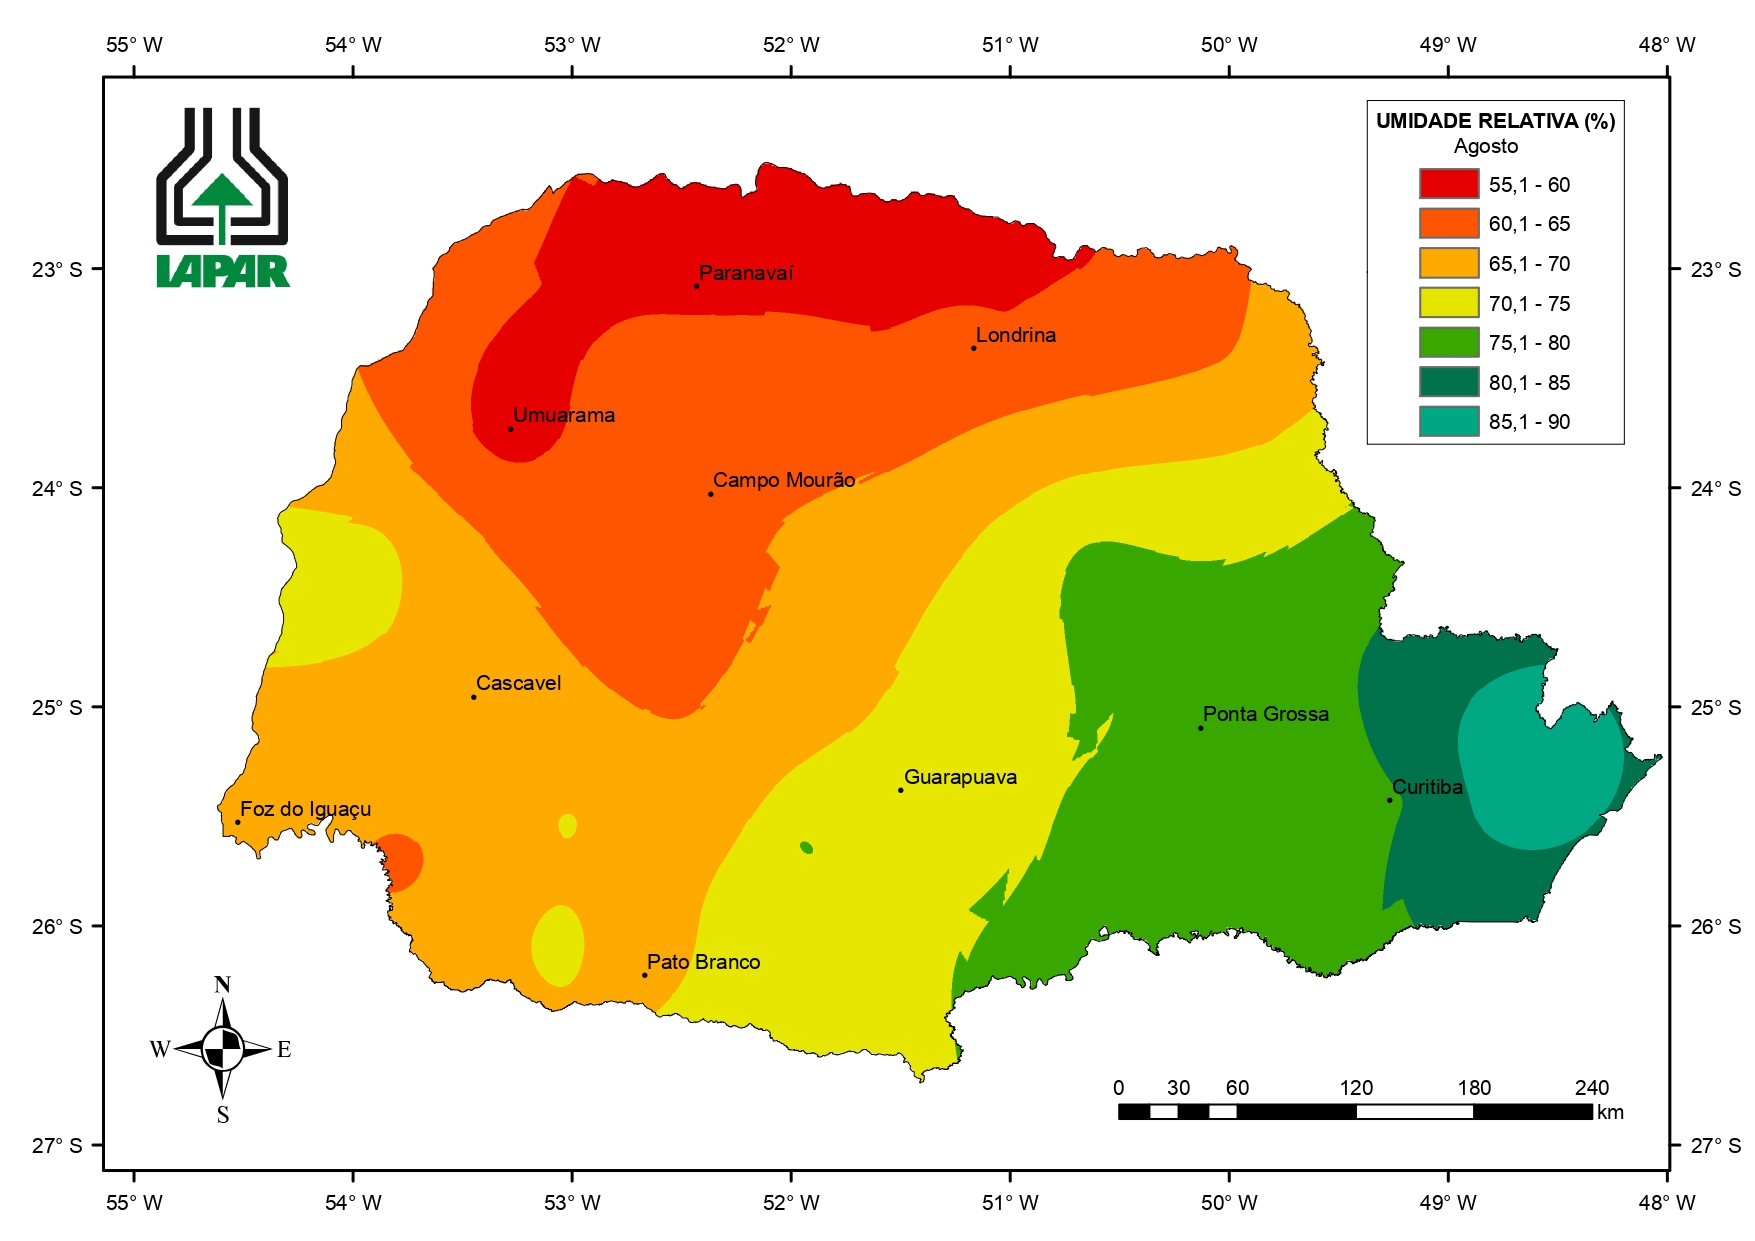 55° W 54° W 53° W 52° W 51° W 50° W 49° W 48° W
IAPAR
UMIDADE RELATIVA (%)
Agosto
55,1 - 60
60,1 - 65
65,1 - 70
70,1 - 75
75,1 - 80
80,1 - 85
85,1 - 90
23° S 23° S
Paranavaí
Londrina
Umuarama
Campo Mourão
24° S 24° S
Cascavel
25° S 25° S
Ponta Grossa
Guarapuava
Curitiba
Foz do Iguaçu
26° S 26° S
Pato Branco
N
W E
S
0 30 60 120 180 240
km
27° S 27° S
55° W 54° W 53° W 52° W 51° W 50° W 49° W 48° W